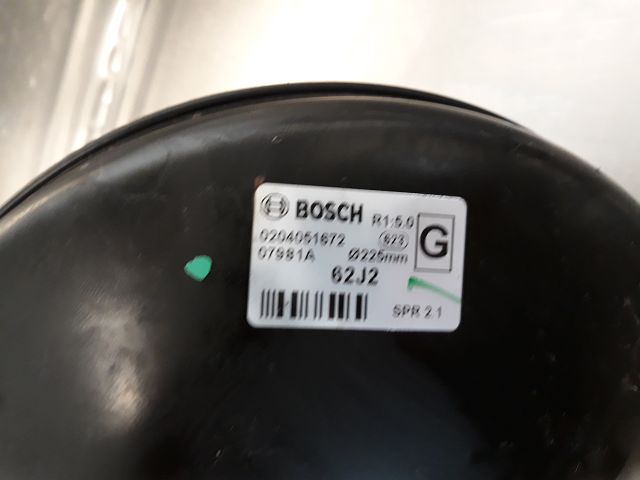 BOSCH R1:5.0
0204051672 623 G
07981A Ø225mm
62J2
SPR 2.1